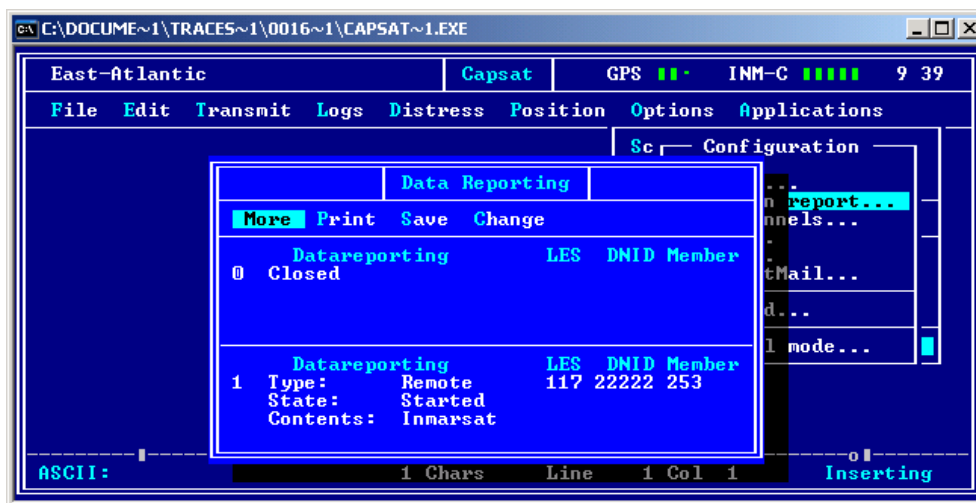 C:\DOCUME~1\TRACES~1\0016~1\CAPSAT~1.EXE
East-Atlantic Capsat GPS INM-C 9 39
File Edit Transmit Logs Distress Position Options Applications
Sc Configuration
Data Reporting
...
n report...
More Print Save Change
nnels...
Datareporting LES DNID Member
0 Closed
tMail...
d...
l mode...
Datareporting LES DNID Member
1 Type: Remote 117 22222 253
State: Started
Contents: Inmarsat
ASCII: 1 Chars Line 1 Col 1 Inserting